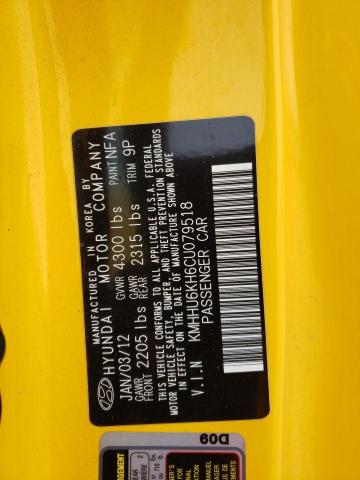 MANUFACTURED IN KOREA BY
HYUNDAI MOTOR COMPANY
JAN/03/12 GVWR 4300 lbs PAINT NFA
GAWR FRONT 2205 lbs GAWR REAR 2315 lbs TRIM 9P
THIS VEHICLE CONFORMS TO ALL APPLICABLE U.S.A. FEDERAL
MOTOR VEHICLE SAFETY, BUMPER, AND THEFT PREVENTION STANDARDS
IN EFFECT ON THE DATE OF MANUFACTURE SHOWN ABOVE
V.I.N KMHHU6KH6CU079518
PASSENGER CAR
D09